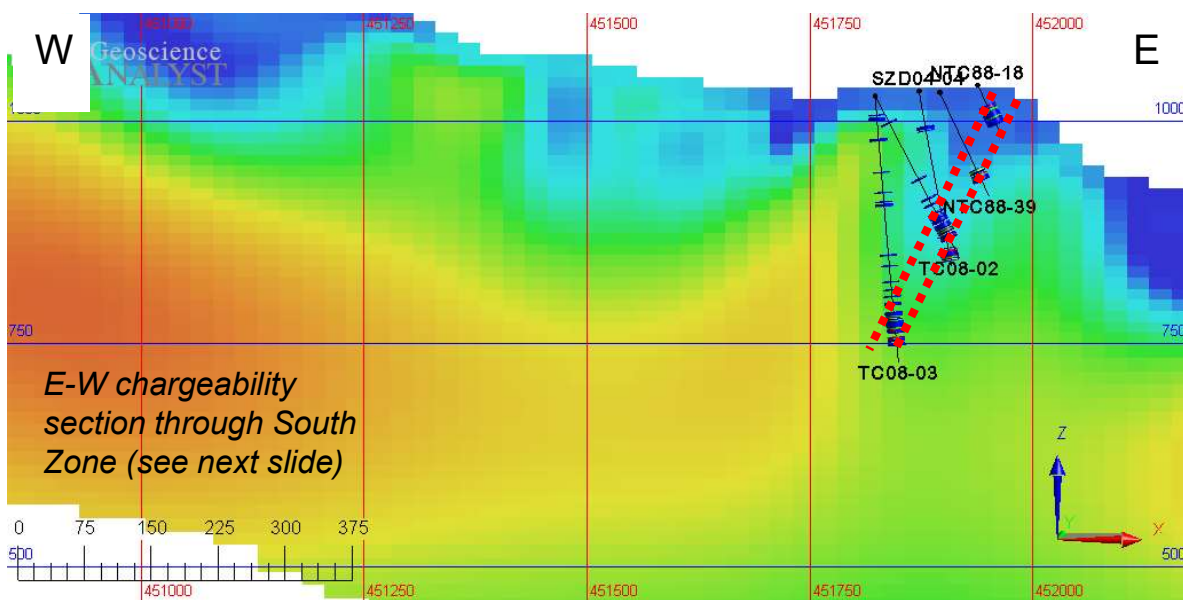 451000
451250
451500
451750
452000
W
Geoscience
ANALYST
E
SZD04-04
NTC88-18
1000
1000
NTC88-39
TC08-02
750
750
TC08-03
E-W chargeability
section through South
Zone (see next slide)
Z
Y
X
0 75 150 225 300 375
500
500
451000
451250
451500
451750
452000